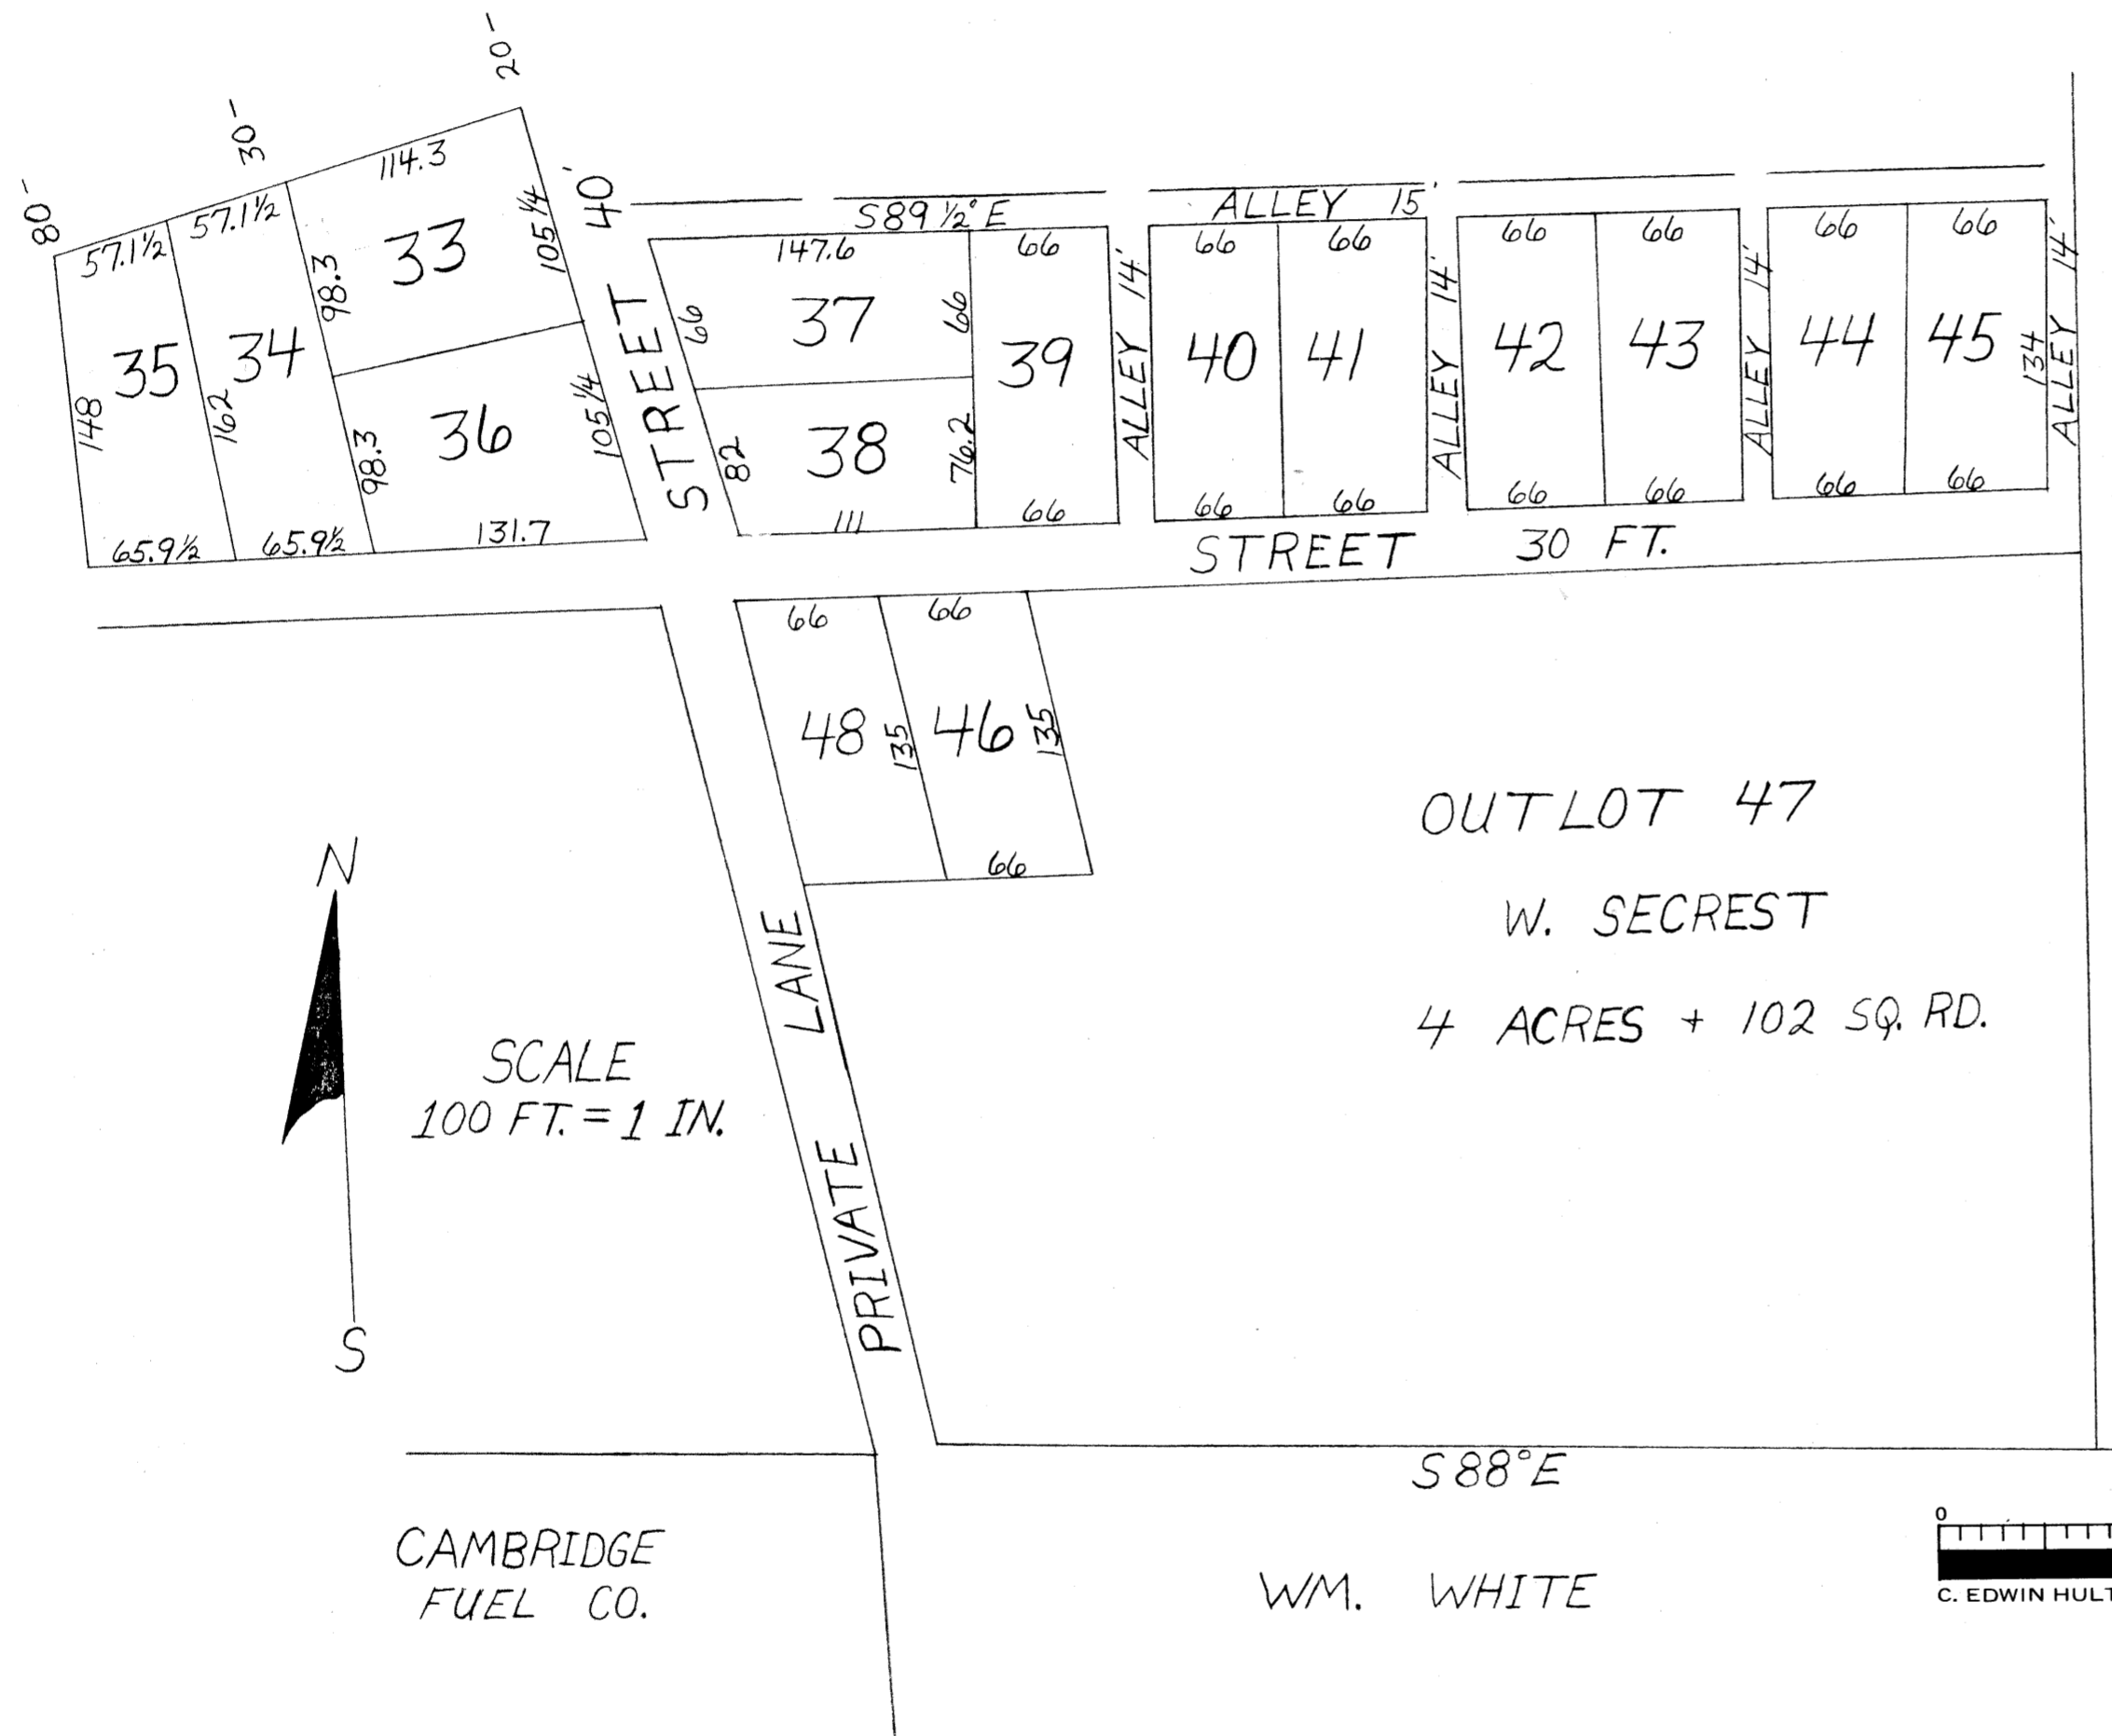 80-
30-
20-
57.1½
57.1½
114.3
35
34
33
36
148
162
98.3
98.3
105¼
105¼
65.9½
65.9½
131.7
STREET 40'
S89½°E
ALLEY 15'
147.6
66
37
66
66
38
82
76.2
111
39
66
ALLEY 14'
66
66
40
41
66
66
ALLEY 14'
66
66
42
43
66
66
ALLEY 14'
66
66
44
45
134
66
66
ALLEY 14'
STREET 30 FT.
66
66
48
135
46
135
66
OUTLOT 47
W. SECREST
4 ACRES + 102 SQ. RD.
N
S
SCALE
100 FT. = 1 IN.
PRIVATE LANE
S88°E
CAMBRIDGE
FUEL CO.
WM. WHITE
0
C. EDWIN HULT